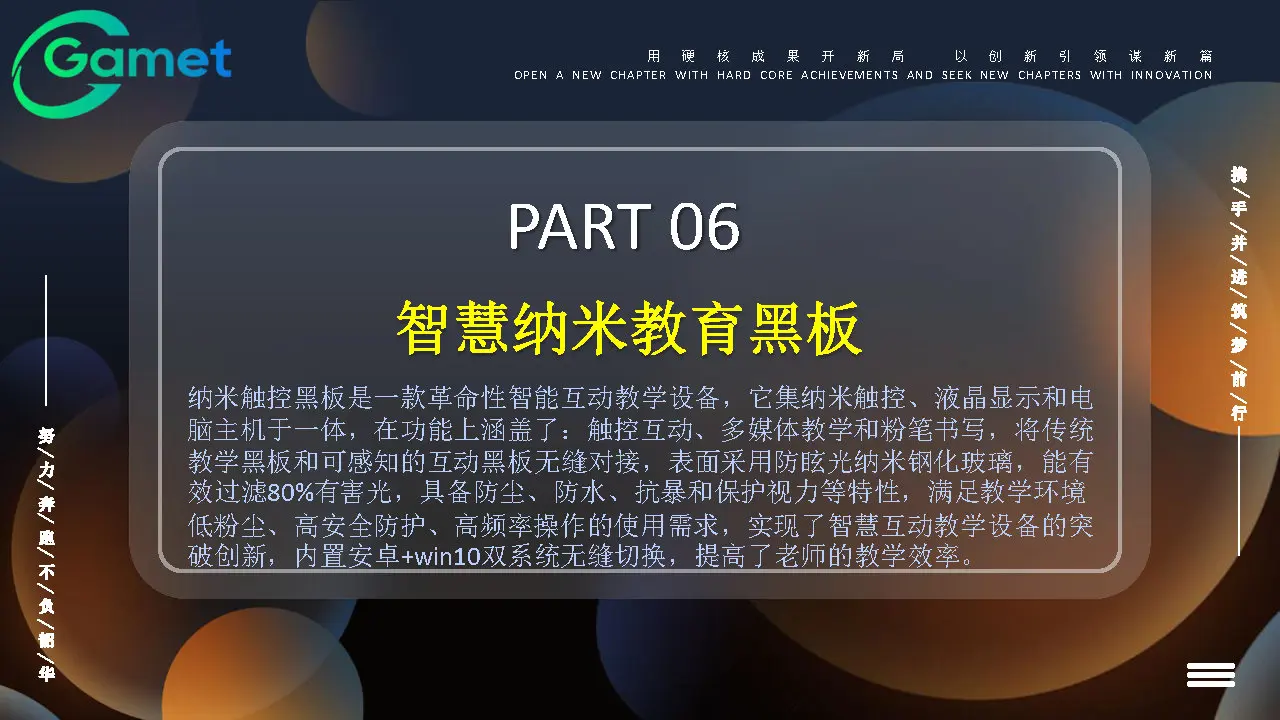 Gamet
用硬核成果开新局 以创新引领谋新篇
OPEN A NEW CHAPTER WITH HARD CORE ACHIEVEMENTS AND SEEK NEW CHAPTERS WITH INNOVATION
PART 06
智慧纳米教育黑板
纳米触控黑板是一款革命性智能互动教学设备，它集纳米触控、液晶显示和电
脑主机于一体，在功能上涵盖了：触控互动、多媒体教学和粉笔书写，将传统
教学黑板和可感知的互动黑板无缝对接，表面采用防眩光纳米钢化玻璃，能有
效过滤80%有害光，具备防尘、防水、抗暴和保护视力等特性，满足教学环境
低粉尘、高安全防护、高频率操作的使用需求，实现了智慧互动教学设备的突
破创新，内置安卓+win10双系统无缝切换，提高了老师的教学效率。
努/力/奔/跑/不/负/韶/华
携/手/并/进/筑/梦/前/行